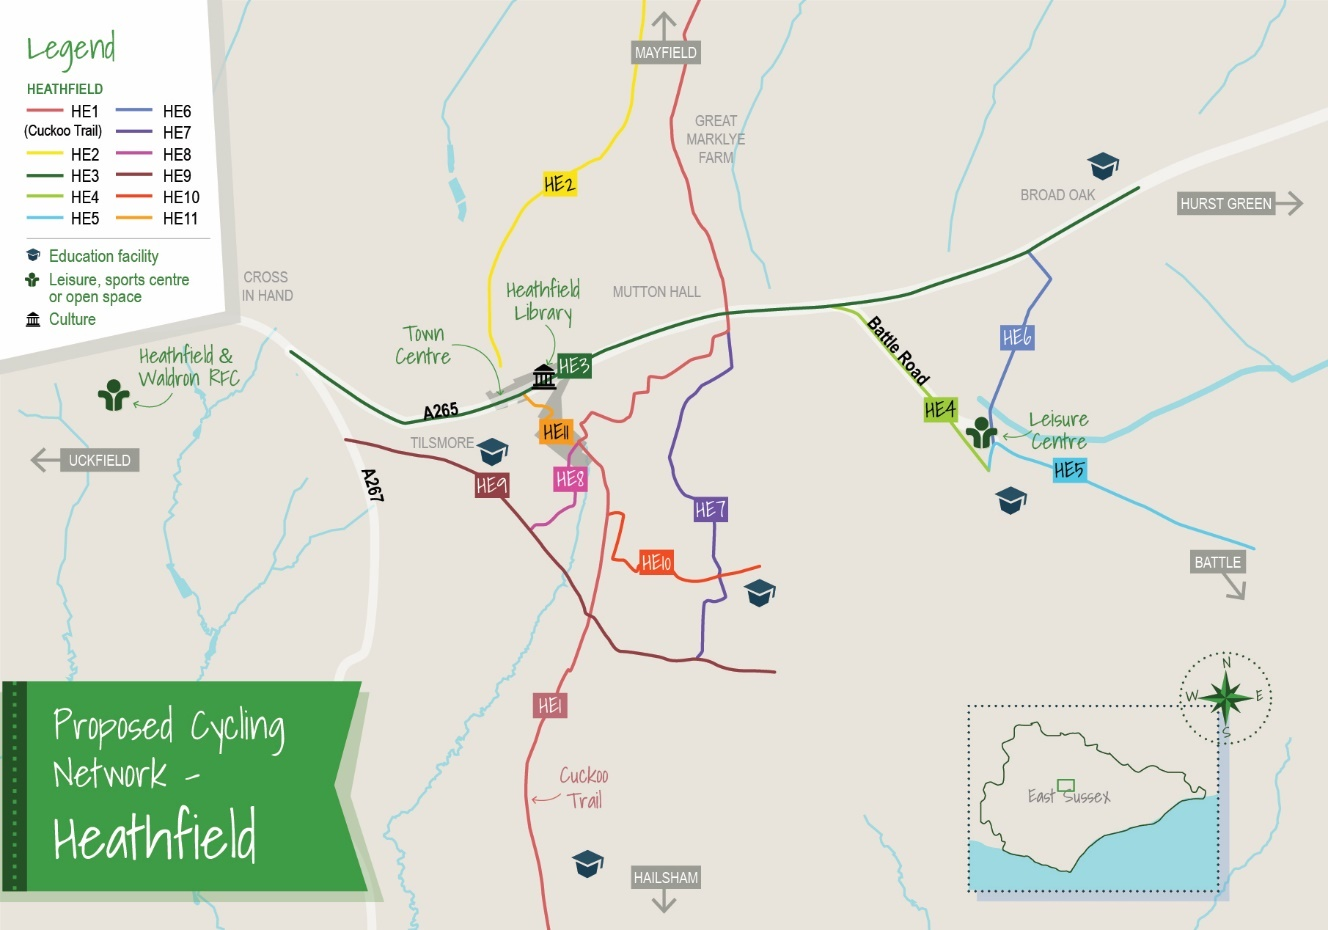 Legend
HEATHFIELD
HE1
(Cuckoo Trail)
HE2
HE3
HE4
HE5
HE6
HE7
HE8
HE9
HE10
HE11
Education facility
Leisure, sports centre
or open space
Culture
MAYFIELD
GREAT
MARKLYE
FARM
HE2
BROAD OAK
HURST GREEN
CROSS
IN HAND
Heathfield
Library
MUTTON HALL
Town
Centre
HE3
Battle Road
HE6
Heathfield &
Waldron RFC
A265
HE4
Leisure
Centre
TILSMORE
HE11
UCKFIELD
A267
HE9
HE8
HE5
HE7
HE10
BATTLE
HE1
Cuckoo
Trail
HAILSHAM
Proposed Cycling
Network -
Heathfield
N
W
E
S
East Sussex